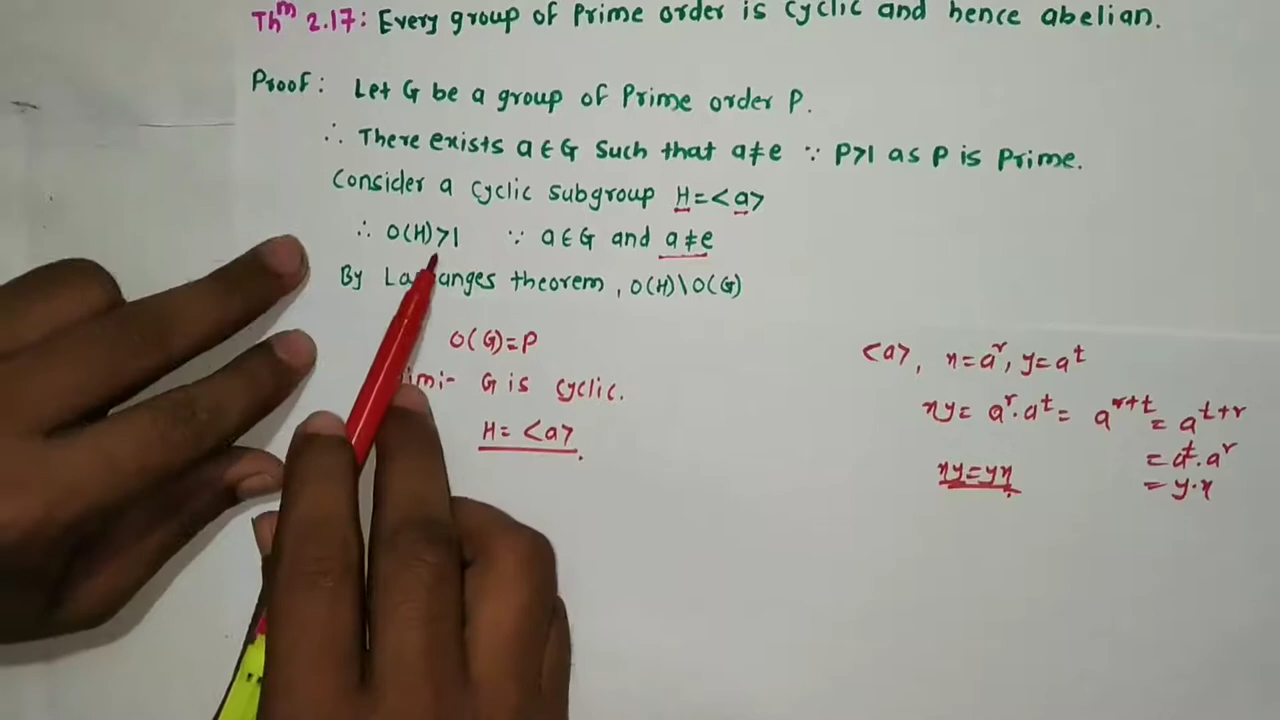 Thm 2.17: Every group of Prime order is cyclic and hence abelian.
Proof: Let G be a group of Prime order P.
∴ There exists a ∈ G such that a ≠ e ∵ P>1 as P is Prime.
Consider a cyclic subgroup H = <a>
∴ O(H)>1 ∵ a ∈ G and a ≠ e
By theorem, O(H)\O(G)
O(G)=P
G is cyclic.
H = <a>.
<a>, x=a^r, y=a^t
xy = a^r.a^t = a^{r+t} = a^{t+r}
= a^t.a^r
xy=yx
= y.x